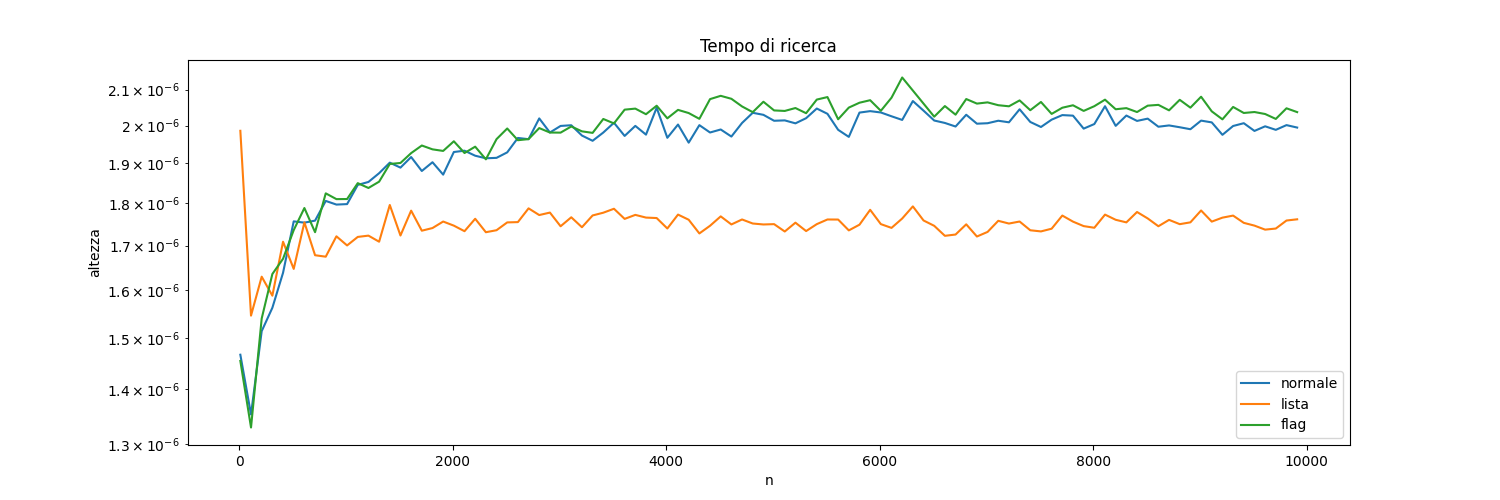 Tempo di ricerca
altezza
2.1 × 10⁻⁶
2 × 10⁻⁶
1.9 × 10⁻⁶
1.8 × 10⁻⁶
1.7 × 10⁻⁶
1.6 × 10⁻⁶
1.5 × 10⁻⁶
1.4 × 10⁻⁶
1.3 × 10⁻⁶
normale
lista
flag
0 2000 4000 6000 8000 10000
n